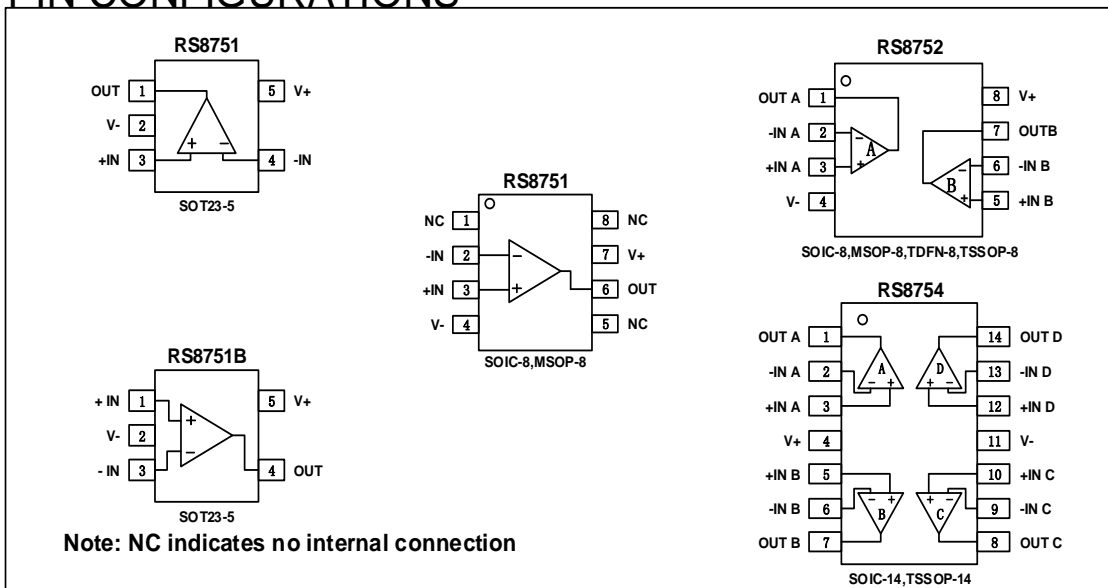 PIN CONFIGURATIONS
RS8751
OUT 1 5 V+
V- 2
+IN 3 + - 4 -IN
SOT23-5
RS8751
NC 1 8 NC
-IN 2 - 7 V+
+IN 3 + 6 OUT
V- 4 5 NC
SOIC-8,MSOP-8
RS8751B
+ IN 1 + 5 V+
V- 2
- IN 3 - 4 OUT
SOT23-5
Note: NC indicates no internal connection
RS8752
OUT A 1 8 V+
-IN A 2 - A 7 OUTB
+IN A 3 + - B 6 -IN B
V- 4 + 5 +IN B
SOIC-8,MSOP-8,TDFN-8,TSSOP-8
RS8754
OUT A 1 14 OUT D
-IN A 2 A D 13 -IN D
+IN A 3 - + + - 12 +IN D
V+ 4 11 V-
+IN B 5 10 +IN C
-IN B 6 - + + - 9 -IN C
OUT B 7 B C 8 OUT C
SOIC-14,TSSOP-14